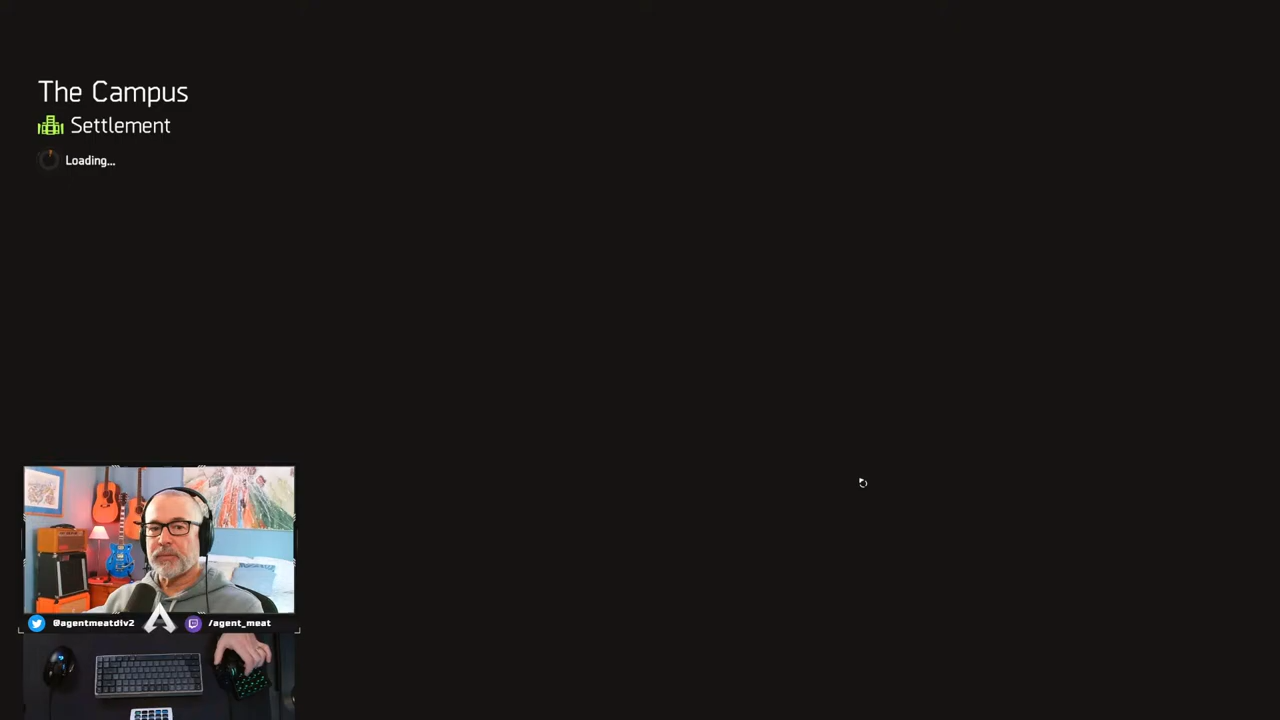 The Campus
Settlement
Loading...
@agentmeatdiv2
/agent_meat